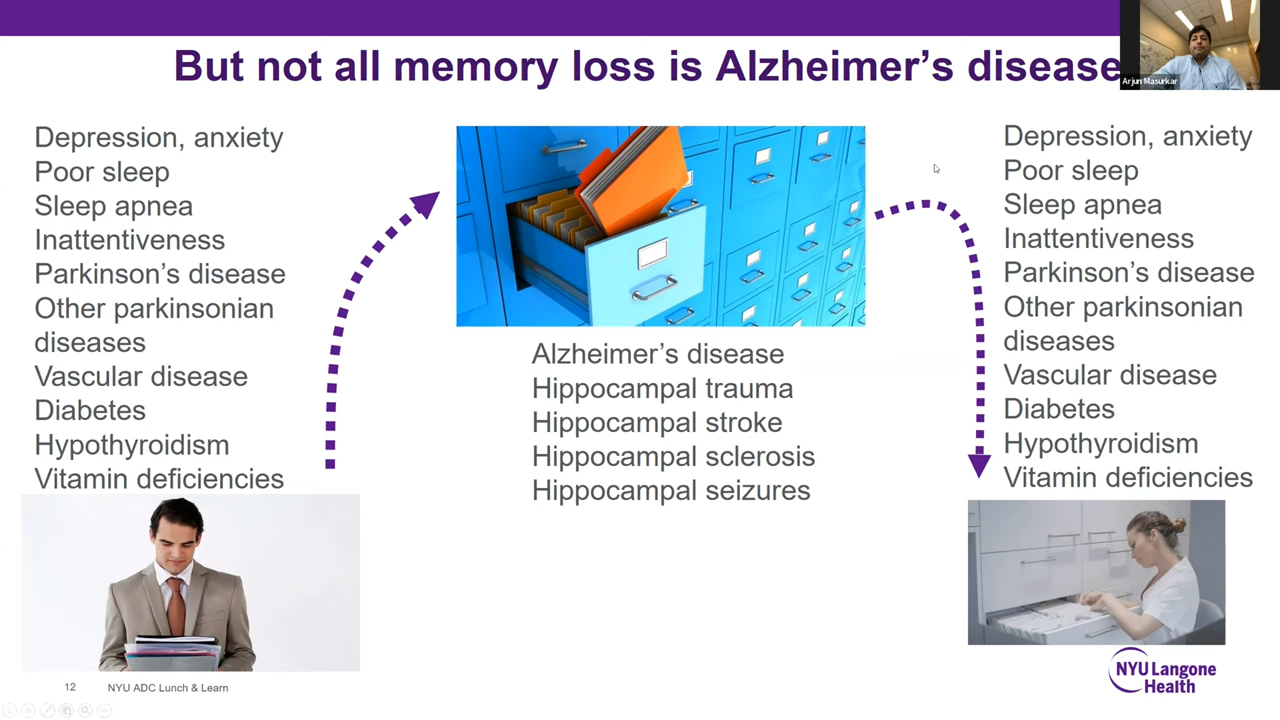 But not all memory loss is Alzheimer's disease
Arjun Masurkar
Depression, anxiety
Poor sleep
Sleep apnea
Inattentiveness
Parkinson's disease
Other parkinsonian
diseases
Vascular disease
Diabetes
Hypothyroidism
Vitamin deficiencies
Alzheimer's disease
Hippocampal trauma
Hippocampal stroke
Hippocampal sclerosis
Hippocampal seizures
Depression, anxiety
Poor sleep
Sleep apnea
Inattentiveness
Parkinson's disease
Other parkinsonian
diseases
Vascular disease
Diabetes
Hypothyroidism
Vitamin deficiencies
12
NYU ADC Lunch & Learn
NYU Langone
Health